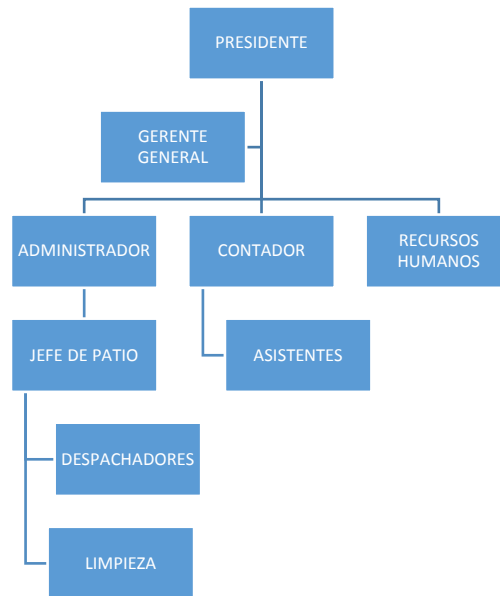 PRESIDENTE
GERENTE
GENERAL
ADMINISTRADOR
CONTADOR
RECURSOS
HUMANOS
JEFE DE PATIO
ASISTENTES
DESPACHADORES
LIMPIEZA